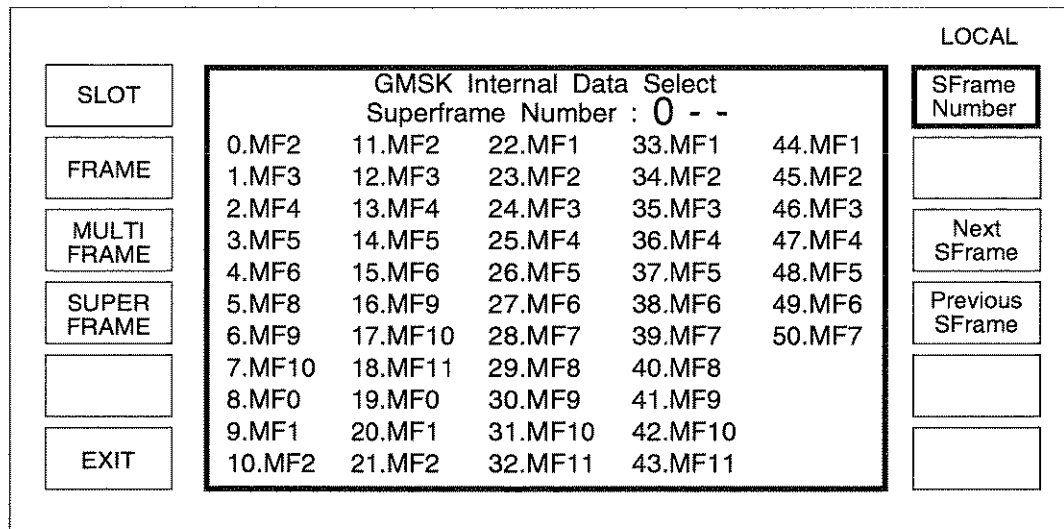 LOCAL
SLOT
FRAME
MULTI
FRAME
SUPER
FRAME
EXIT
GMSK Internal Data Select
Superframe Number : 0 - -
0.MF2 11.MF2 22.MF1 33.MF1 44.MF1
1.MF3 12.MF3 23.MF2 34.MF2 45.MF2
2.MF4 13.MF4 24.MF3 35.MF3 46.MF3
3.MF5 14.MF5 25.MF4 36.MF4 47.MF4
4.MF6 15.MF6 26.MF5 37.MF5 48.MF5
5.MF8 16.MF9 27.MF6 38.MF6 49.MF6
6.MF9 17.MF10 28.MF7 39.MF7 50.MF7
7.MF10 18.MF11 29.MF8 40.MF8
8.MF0 19.MF0 30.MF9 41.MF9
9.MF1 20.MF1 31.MF10 42.MF10
10.MF2 21.MF2 32.MF11 43.MF11
SFrame
Number
Next
SFrame
Previous
SFrame